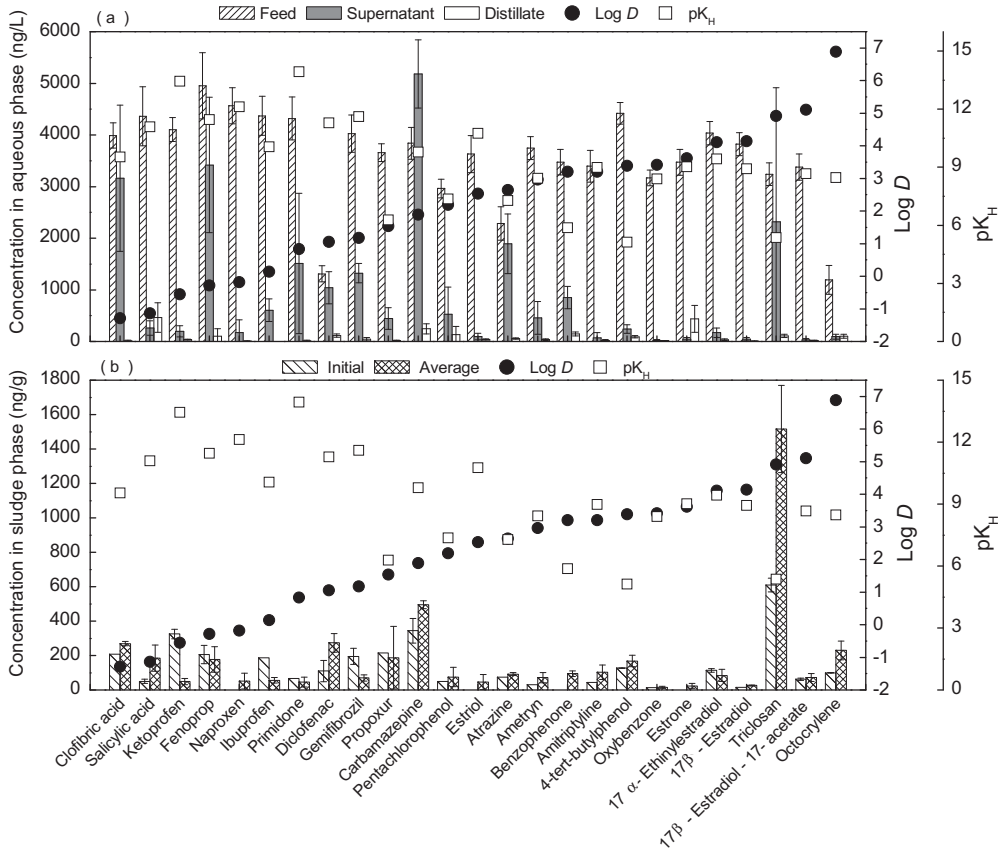 ( a )
Feed Supernatant Distillate Log D pKH
Concentration in aqueous phase (ng/L)
6000
5000
4000
3000
2000
1000
0
7
6
5
4
3
2
1
0
-1
-2
Log D
15
12
9
6
3
0
pKH
( b )
Initial Average Log D pKH
Concentration in sludge phase (ng/g)
1800
1600
1400
1200
1000
800
600
400
200
0
7
6
5
4
3
2
1
0
-1
-2
Log D
15
12
9
6
3
0
pKH
Clofibric acid
Salicylic acid
Ketoprofen
Fenoprop
Naproxen
Ibuprofen
Primidone
Diclofenac
Gemifibrozil
Propoxur
Carbamazepine
Pentachlorophenol
Estriol
Atrazine
Ametryn
Benzophenone
Amitriptyline
4-tert-butylphenol
Oxybenzone
Estrone
17 α- Ethinylestradiol
17β - Estradiol
Triclosan
17β - Estradiol - 17- acetate
Octocrylene